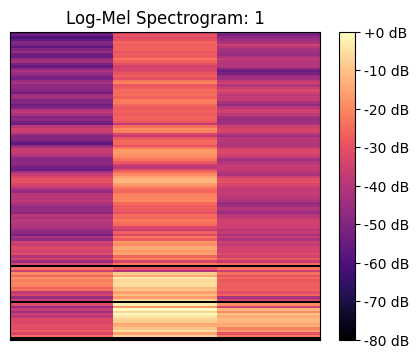 Log-Mel Spectrogram: 1
+0 dB
-10 dB
-20 dB
-30 dB
-40 dB
-50 dB
-60 dB
-70 dB
-80 dB